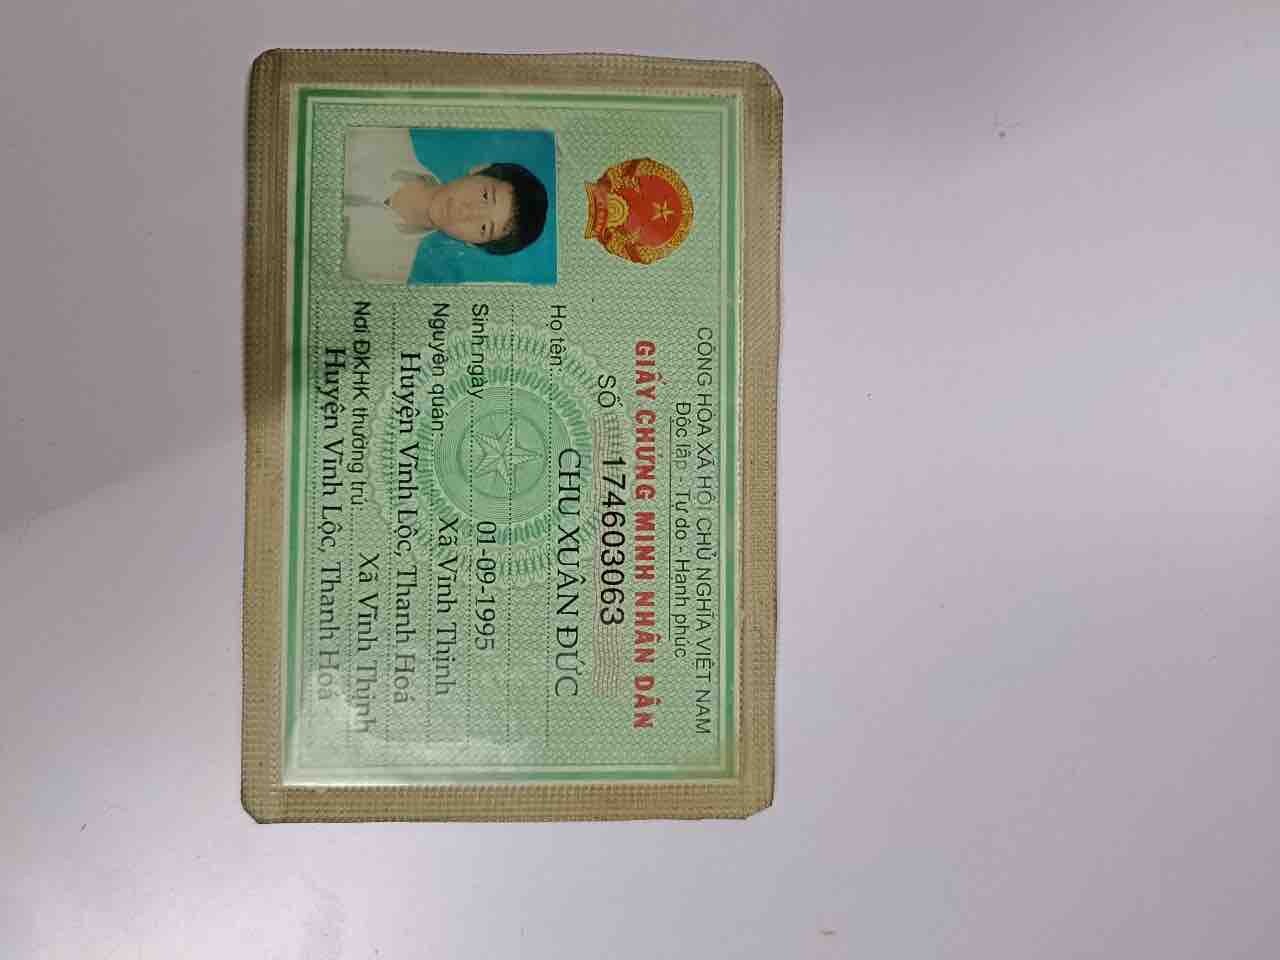 CỘNG HÒA XÃ HỘI CHỦ NGHĨA VIỆT NAM
Độc lập - Tự do - Hạnh phúc
GIẤY CHỨNG MINH NHÂN DÂN
SỐ 174603063
Họ tên: CHU XUÂN ĐỨC
Sinh ngày 01-09-1995
Nguyên quán: Xã Vĩnh Thịnh
Huyện Vĩnh Lộc, Thanh Hoá
Nơi ĐKHK thường trú: Xã Vĩnh Thịnh
Huyện Vĩnh Lộc, Thanh Hoá